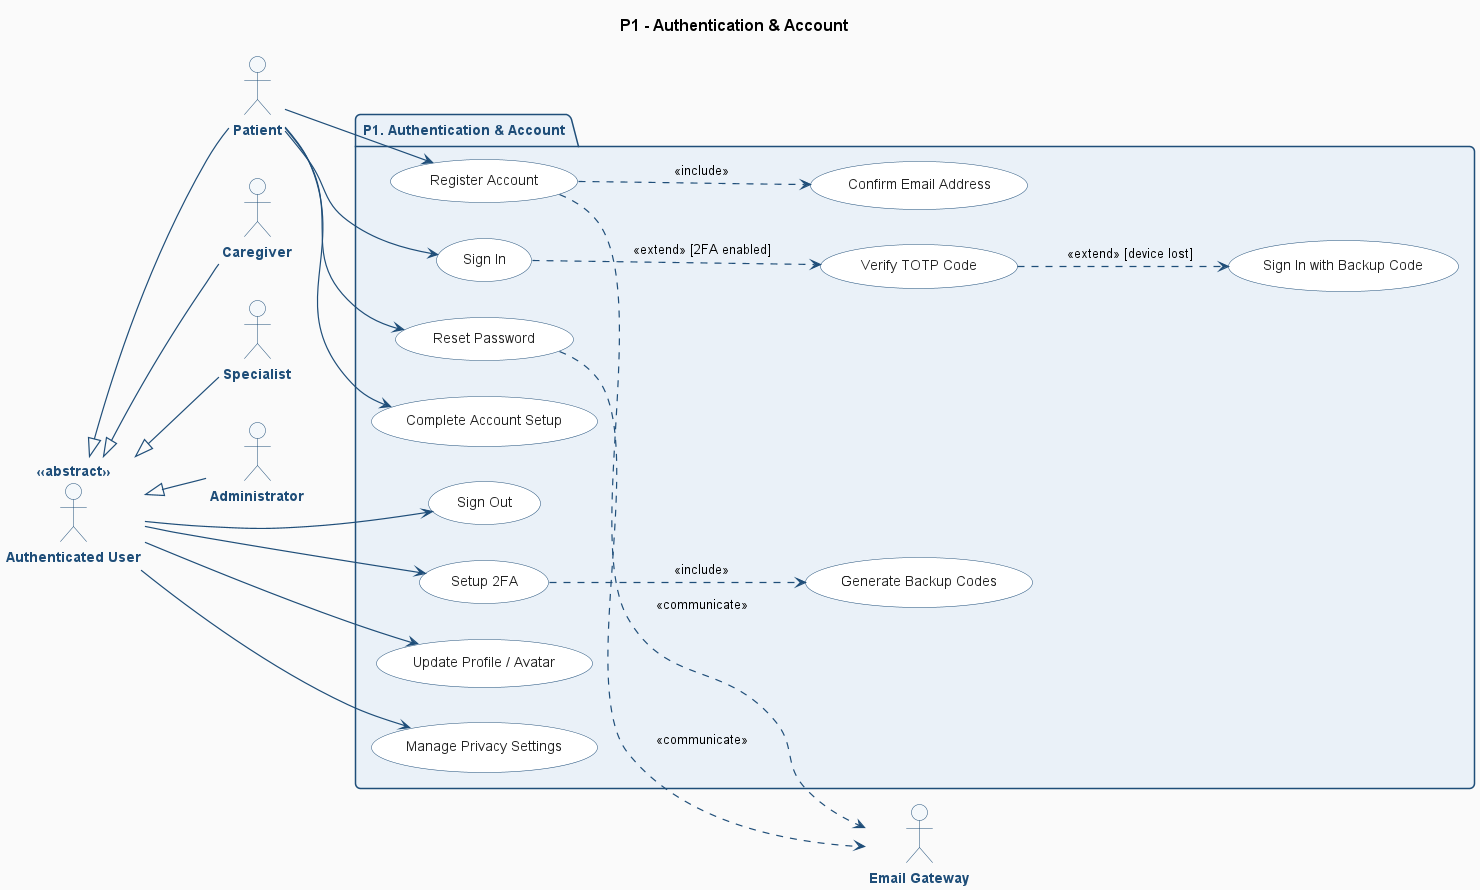 P1 - Authentication & Account
Patient
P1. Authentication & Account
Register Account
«include»
Confirm Email Address
Caregiver
Sign In
«extend» [2FA enabled]
Verify TOTP Code
«extend» [device lost]
Sign In with Backup Code
Specialist
Reset Password
Complete Account Setup
«abstract»
Authenticated User
Administrator
Sign Out
Setup 2FA
«include»
Generate Backup Codes
«communicate»
Update Profile / Avatar
Manage Privacy Settings
«communicate»
Email Gateway